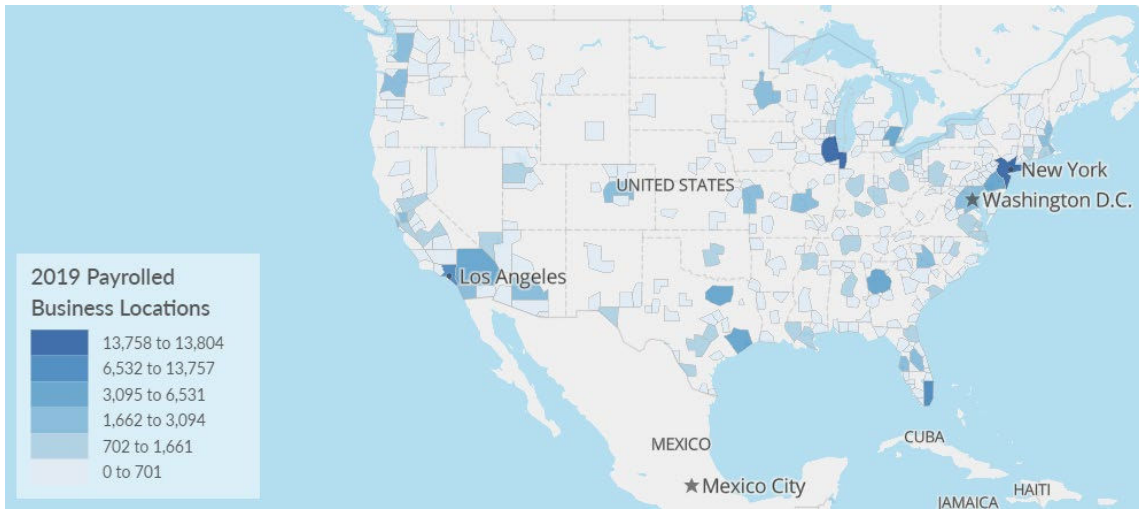 UNITED STATES
New York
Washington D.C.
Los Angeles
2019 Payrolled
Business Locations
13,758 to 13,804
6,532 to 13,757
3,095 to 6,531
1,662 to 3,094
702 to 1,661
0 to 701
MEXICO
CUBA
Mexico City
HAITI
JAMAICA